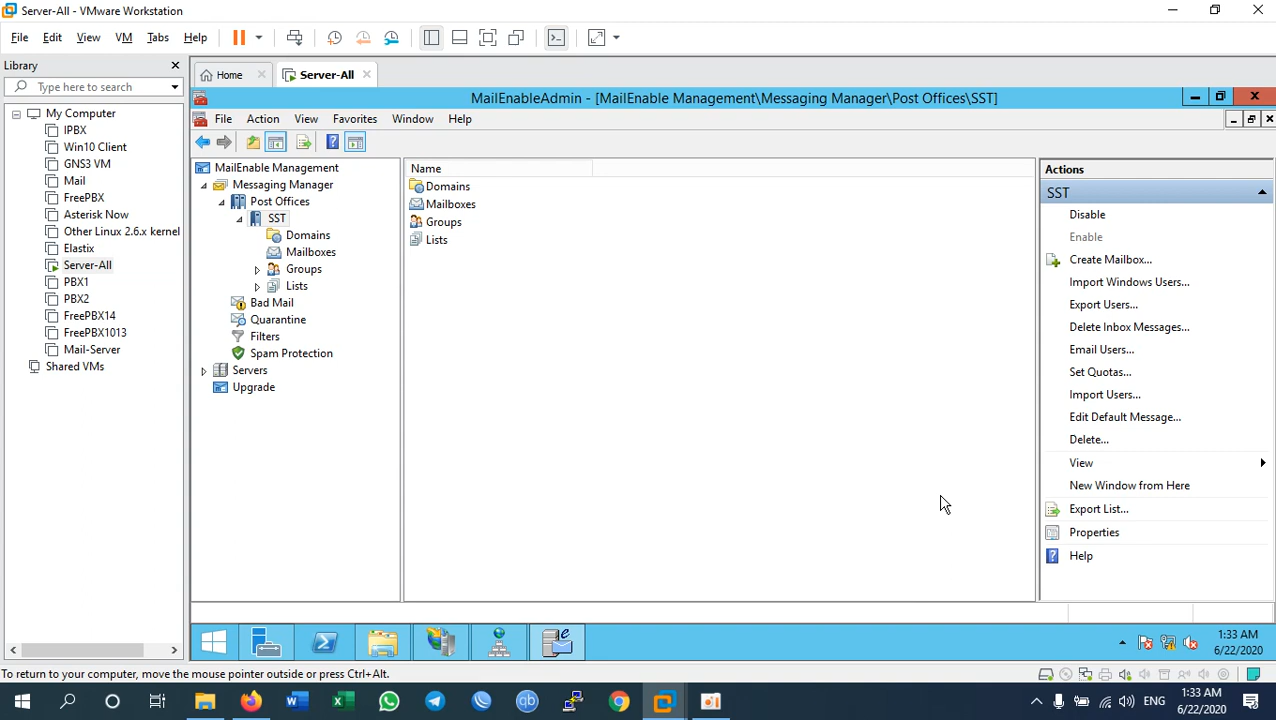 Server-All - VMware Workstation
File Edit View VM Tabs Help
Library
Type here to search
My Computer
IPBX
Win10 Client
GNS3 VM
Mail
FreePBX
Asterisk Now
Other Linux 2.6.x kernel
Elastix
Server-All
PBX1
PBX2
FreePBX14
FreePBX1013
Mail-Server
Shared VMs
Home Server-All
MailEnableAdmin - [MailEnable Management\Messaging Manager\Post Offices\SST]
File Action View Favorites Window Help
MailEnable Management
Messaging Manager
Post Offices
SST
Domains
Mailboxes
Groups
Lists
Bad Mail
Quarantine
Filters
Spam Protection
Servers
Upgrade
Name
Domains
Mailboxes
Groups
Lists
Actions
SST
Disable
Enable
Create Mailbox...
Import Windows Users...
Export Users...
Delete Inbox Messages...
Email Users...
Set Quotas...
Import Users...
Edit Default Message...
Delete...
View
New Window from Here
Export List...
Properties
Help
1:33 AM
6/22/2020
To return to your computer, move the mouse pointer outside or press Ctrl+Alt.
ENG
1:33 AM
6/22/2020